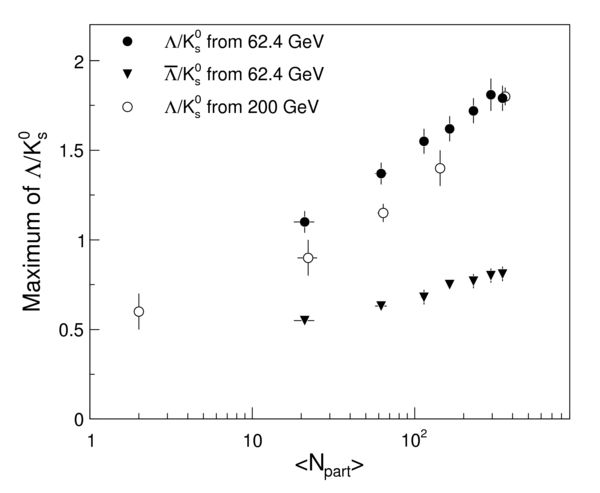 Λ/K⁰ₛ from 62.4 GeV
Λ̅/K⁰ₛ from 62.4 GeV
Λ/K⁰ₛ from 200 GeV
Maximum of Λ/K⁰ₛ
2
1.5
1
0.5
0
1 10 10²
<N_part>